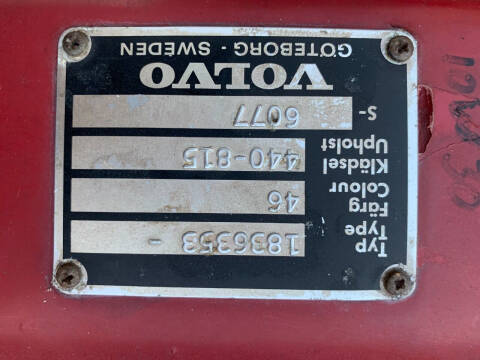 Typ
Type 1836353 -
Färg
Colour 46
Klädsel
Upholst 440-815
S- 6077
VOLVO
GÖTEBORG - SWEDEN